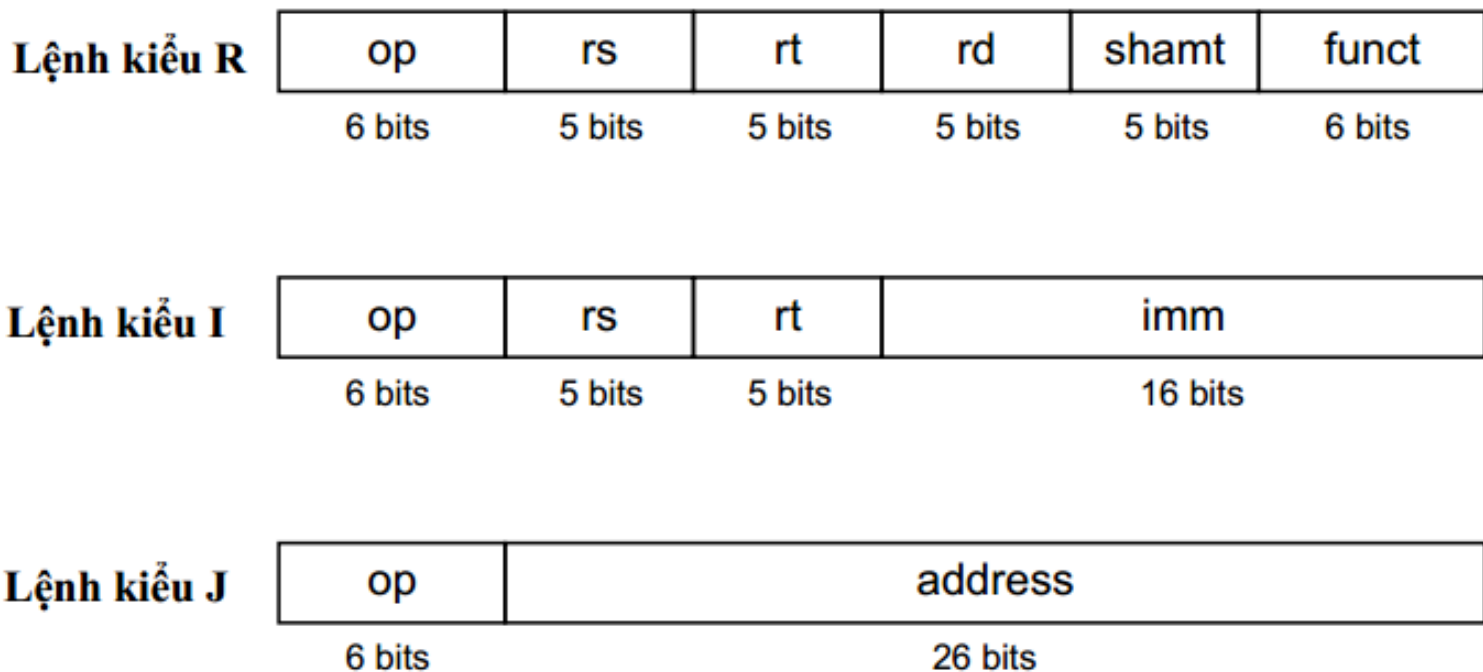 Lệnh kiểu R op rs rt rd shamt funct
6 bits 5 bits 5 bits 5 bits 5 bits 6 bits
Lệnh kiểu I op rs rt imm
6 bits 5 bits 5 bits 16 bits
Lệnh kiểu J op address
6 bits 26 bits